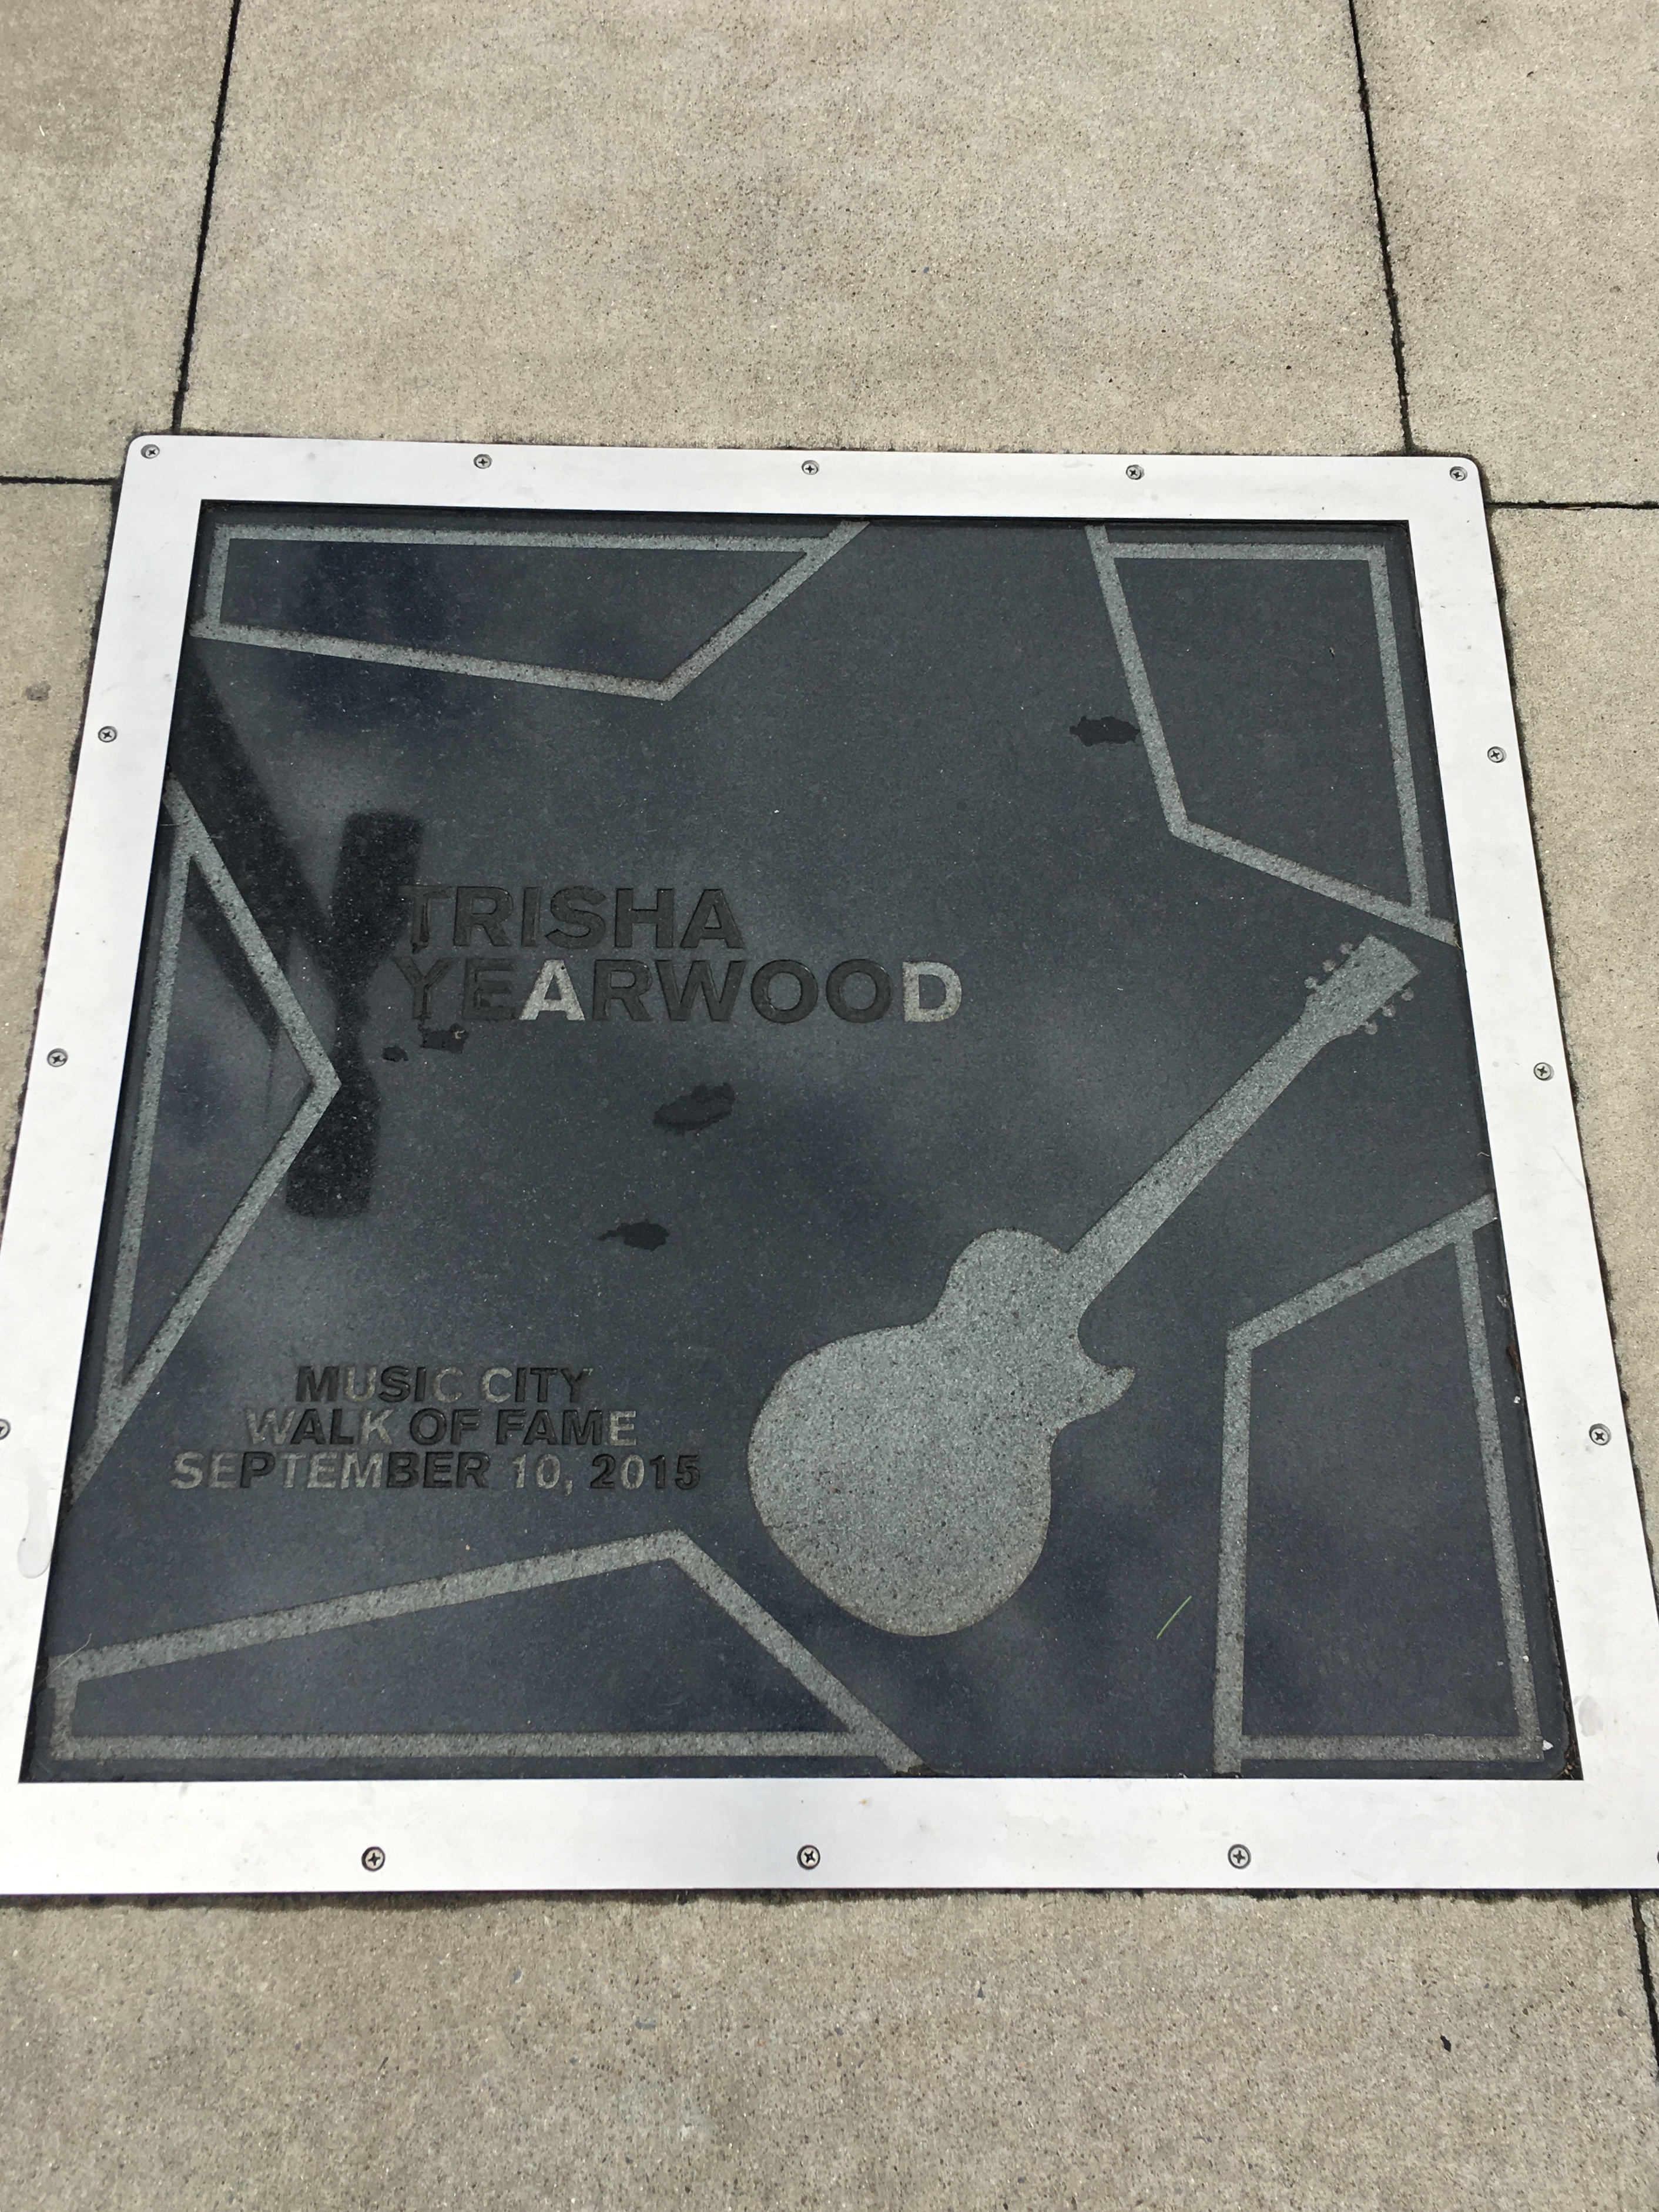 TRISHA
YEARWOOD
MUSIC CITY
WALK OF FAME
SEPTEMBER 10, 2015